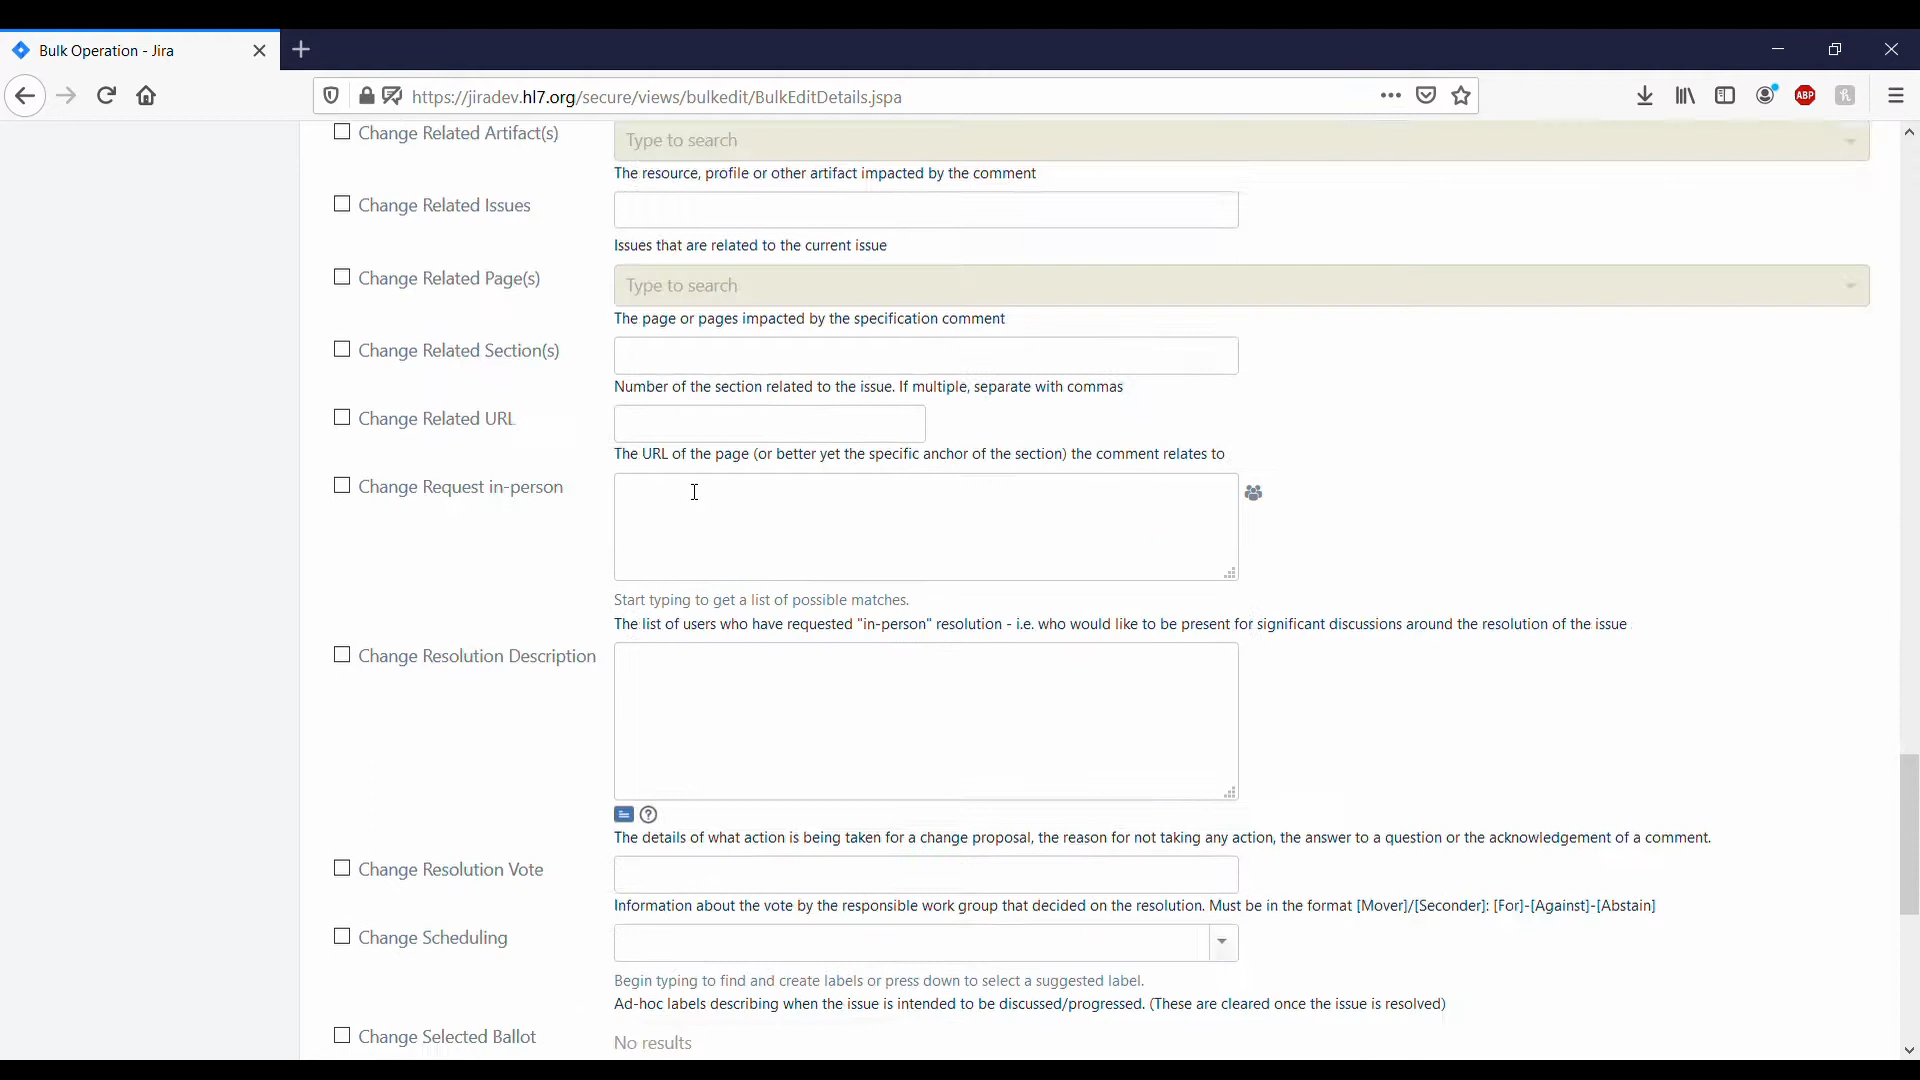 Bulk Operation - Jira
https://jiradev.hl7.org/secure/views/bulkedit/BulkEditDetails.jspa
ABP
h
Change Related Artifact(s)
Type to search
The resource, profile or other artifact impacted by the comment
Change Related Issues
Issues that are related to the current issue
Change Related Page(s)
Type to search
The page or pages impacted by the specification comment
Change Related Section(s)
Number of the section related to the issue. If multiple, separate with commas
Change Related URL
The URL of the page (or better yet the specific anchor of the section) the comment relates to
Change Request in-person
Start typing to get a list of possible matches.
The list of users who have requested "in-person" resolution - i.e. who would like to be present for significant discussions around the resolution of the issue
Change Resolution Description
The details of what action is being taken for a change proposal, the reason for not taking any action, the answer to a question or the acknowledgement of a comment.
Change Resolution Vote
Information about the vote by the responsible work group that decided on the resolution. Must be in the format [Mover]/[Seconder]: [For]-[Against]-[Abstain]
Change Scheduling
Begin typing to find and create labels or press down to select a suggested label.
Ad-hoc labels describing when the issue is intended to be discussed/progressed. (These are cleared once the issue is resolved)
Change Selected Ballot
No results